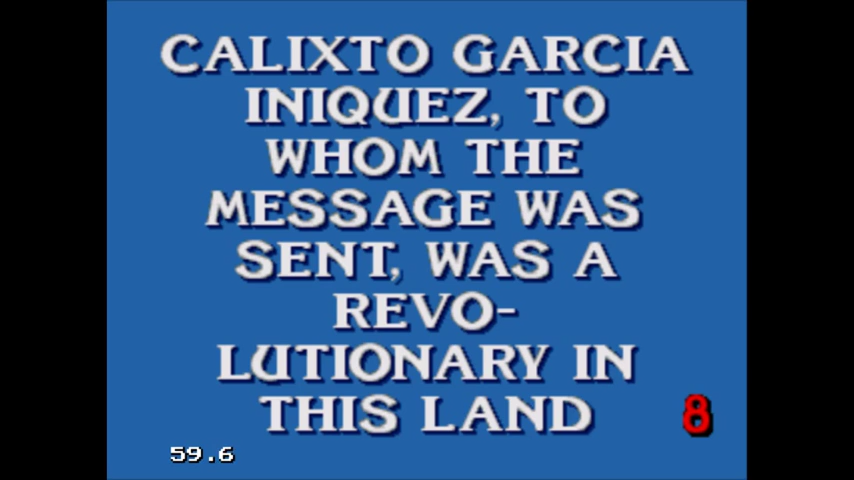 CALIXTO GARCIA
INIQUEZ, TO
WHOM THE
MESSAGE WAS
SENT, WAS A
REVO-
LUTIONARY IN
THIS LAND
8
59.6